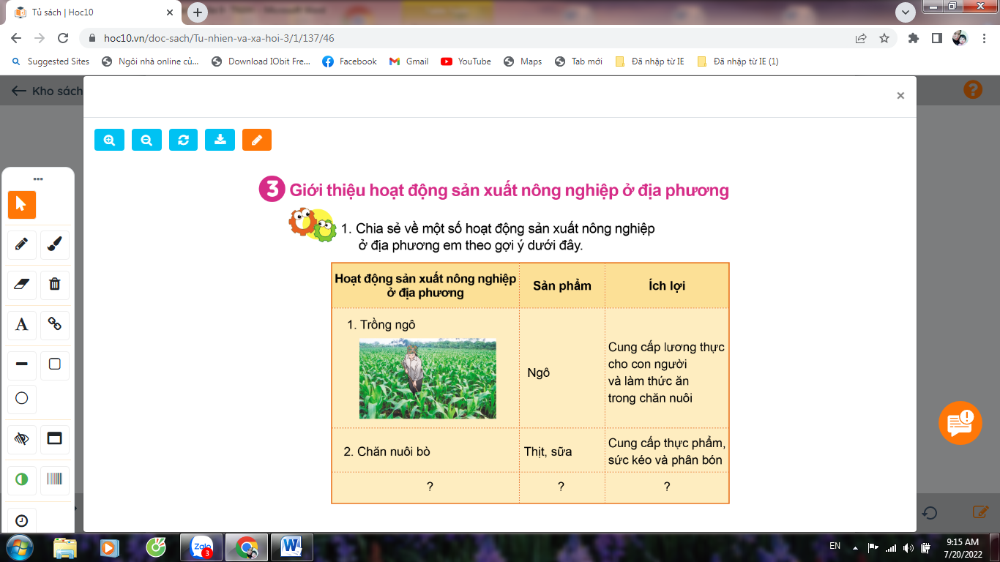 Tủ sách | Hoc10
hoc10.vn/doc-sach/Tu-nhien-va-xa-hoi-3/1/137/46
Suggested Sites
Ngôi nhà online củ...
Download IObit Fre...
Facebook
Gmail
YouTube
Maps
Tab mới
Đã nhập từ IE
Đã nhập từ IE (1)
Kho sách
3 Giới thiệu hoạt động sản xuất nông nghiệp ở địa phương
1. Chia sẻ về một số hoạt động sản xuất nông nghiệp
ở địa phương em theo gợi ý dưới đây.
Hoạt động sản xuất nông nghiệp
ở địa phương
Sản phẩm
Ích lợi
1. Trồng ngô
Ngô
Cung cấp lương thực
cho con người
và làm thức ăn
trong chăn nuôi
2. Chăn nuôi bò
Thịt, sữa
Cung cấp thực phẩm,
sức kéo và phân bón
?
?
?
A
Zalo
3
W
EN
9:15 AM
7/20/2022